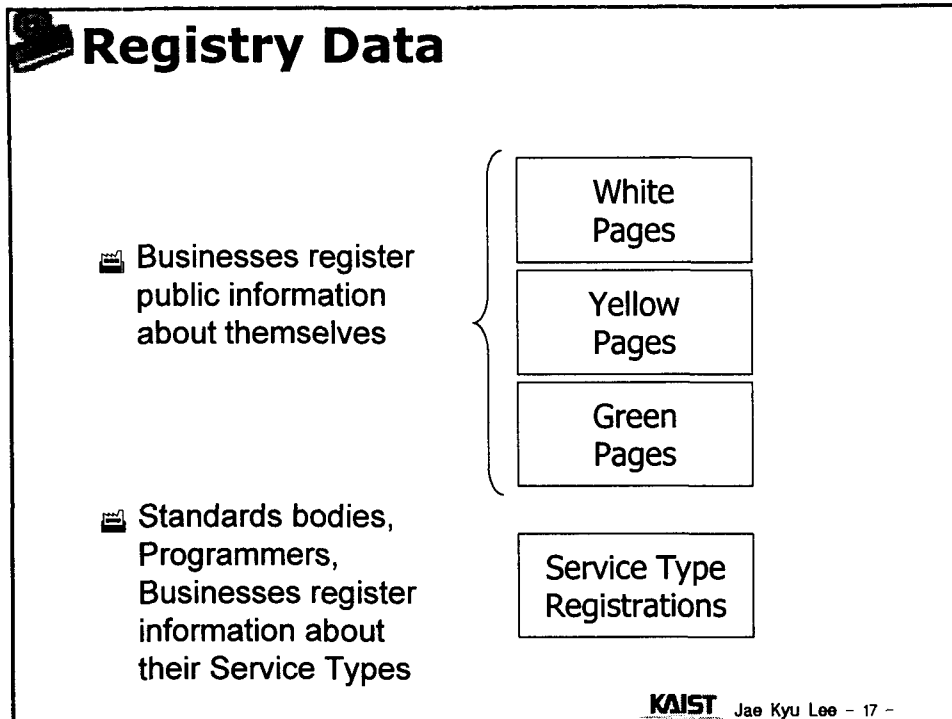 Registry Data
Businesses register
public information
about themselves
White
Pages
Yellow
Pages
Green
Pages
Standards bodies,
Programmers,
Businesses register
information about
their Service Types
Service Type
Registrations
KAIST Jae Kyu Lee - 17 -